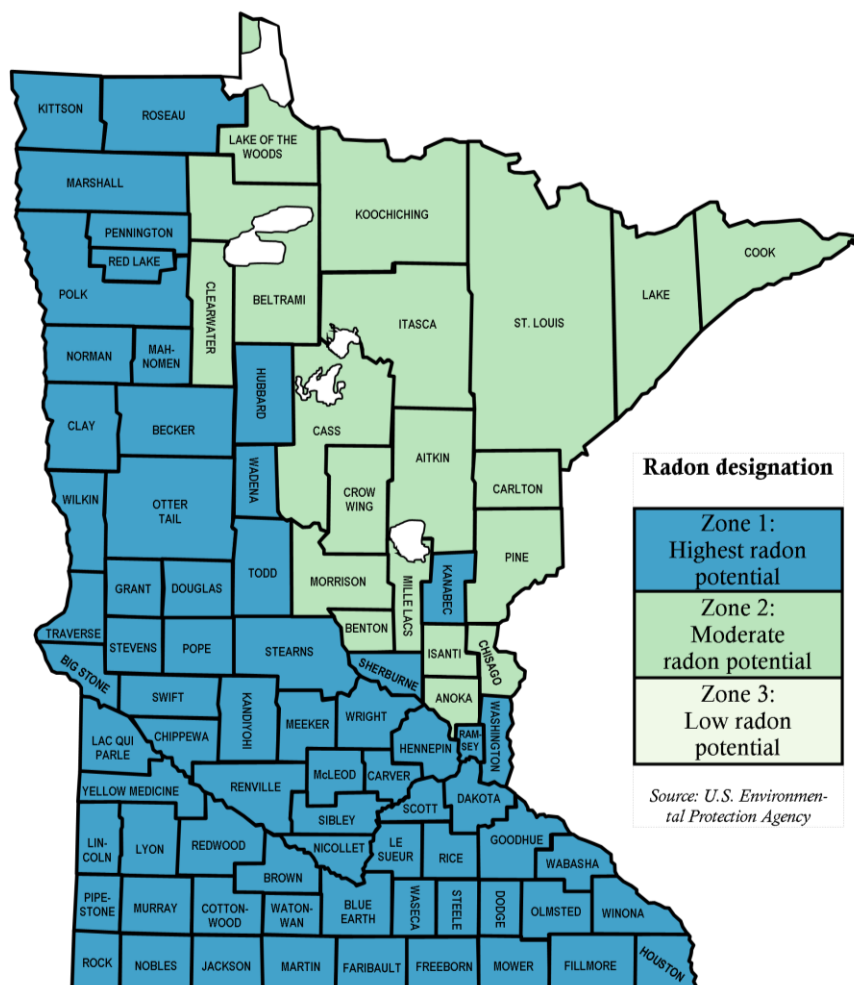 KITTSON
ROSEAU
LAKE OF THE
WOODS
MARSHALL
KOOCHICHING
PENNINGTON
RED LAKE
COOK
POLK
CLEARWATER
BELTRAMI
LAKE
ITASCA
ST. LOUIS
NORMAN
MAH-
NOMEN
HUBBARD
CLAY
BECKER
CASS
AITKIN
WILKIN
OTTER
TAIL
WADENA
CROW
WING
CARLTON
GRANT
DOUGLAS
TODD
MORRISON
MILLE LACS
KANABEC
PINE
TRAVERSE
STEVENS
POPE
STEARNS
BENTON
ISANTI
CHISAGO
BIG STONE
SWIFT
KANDIYOHI
MEEKER
WRIGHT
SHERBURNE
ANOKA
WASHINGTON
LAC QUI
PARLE
CHIPPEWA
HENNEPIN
RAM-
SEY
YELLOW MEDICINE
RENVILLE
McLEOD
CARVER
SCOTT
DAKOTA
SIBLEY
LIN-
COLN
LYON
REDWOOD
NICOLLET
LE
SUEUR
RICE
GOODHUE
WABASHA
BROWN
PIPE-
STONE
MURRAY
COTTON-
WOOD
WATON-
WAN
BLUE
EARTH
WASECA
STEELE
DODGE
OLMSTED
WINONA
ROCK
NOBLES
JACKSON
MARTIN
FARIBAULT
FREEBORN
MOWER
FILLMORE
HOUSTON
Radon designation
Zone 1:
Highest radon
potential
Zone 2:
Moderate
radon potential
Zone 3:
Low radon
potential
Source: U.S. Environmen-
tal Protection Agency